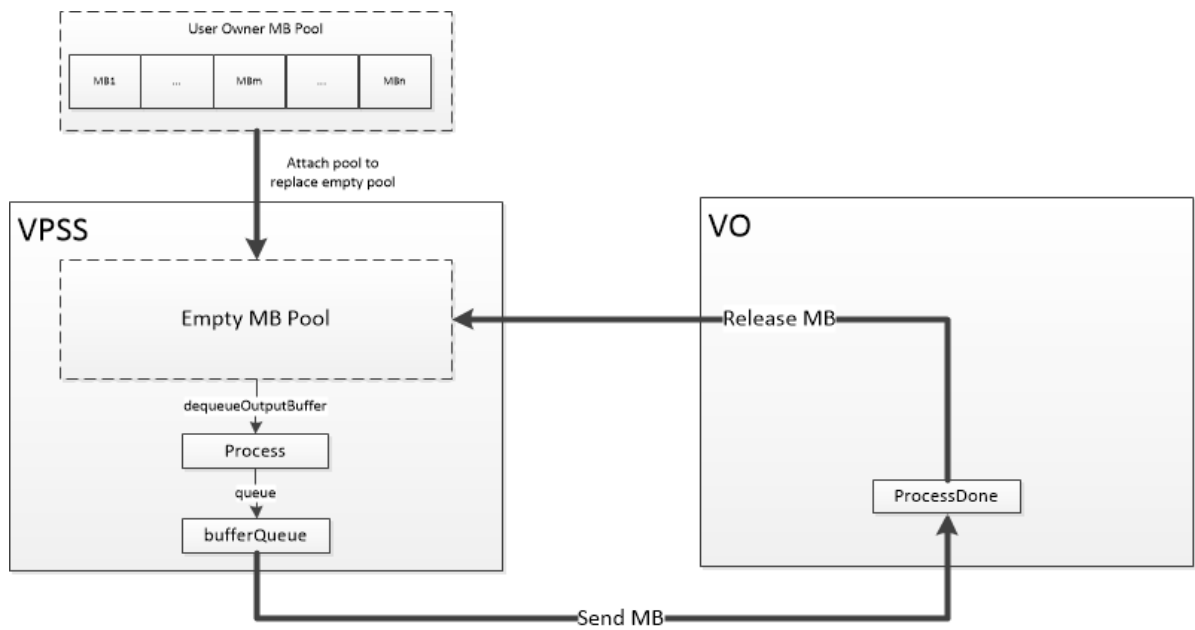 User Owner MB Pool
MB1
...
MBm
...
MBn
Attach pool to
replace empty pool
VPSS
VO
Empty MB Pool
Release MB
dequeueOutputBuffer
Process
queue
ProcessDone
bufferQueue
Send MB